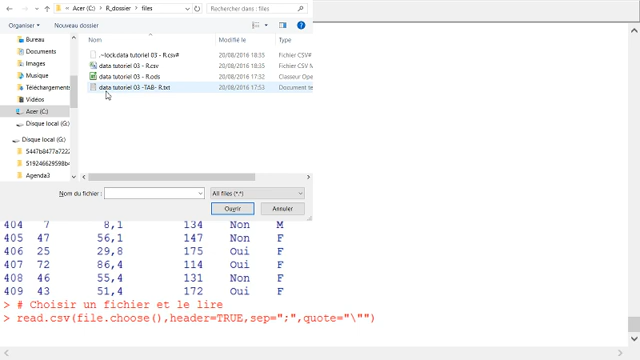 Acer (C:) > R_dossier > files
Rechercher dans : files
Organiser
Nouveau dossier
Nom
Modifié le
Type
Bureau
Documents
Images
Musique
Téléchargements
Vidéos
Acer (C:)
Disque local (G:)
Disque local (G:)
5447b8477a7222
519246629598b4
Agenda3
.~lock.data tutoriel 03 - R.csv# 20/08/2016 18:35 Fichier CSV#
data tutoriel 03 - R.csv 20/08/2016 18:35 Fichier CSV M
data tutoriel 03 - R.ods 20/08/2016 17:32 Classeur Ope
data tutoriel 03 -TAB- R.txt 20/08/2016 17:53 Document te
Nom du fichier :
All files (*.*)
Ouvrir
Annuler
404 7 8,1 134 Non M
405 47 56,1 147 Non F
406 25 29,8 175 Oui F
407 72 86,4 114 Oui F
408 46 55,4 131 Non F
409 43 51,4 172 Oui F
> # Choisir un fichier et le lire
> read.csv(file.choose(),header=TRUE,sep=";",quote="\"")